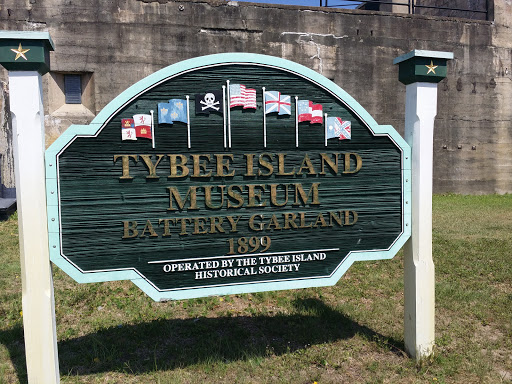 TYBEE ISLAND
MUSEUM
BATTERY GARLAND
1899
OPERATED BY THE TYBEE ISLAND
HISTORICAL SOCIETY